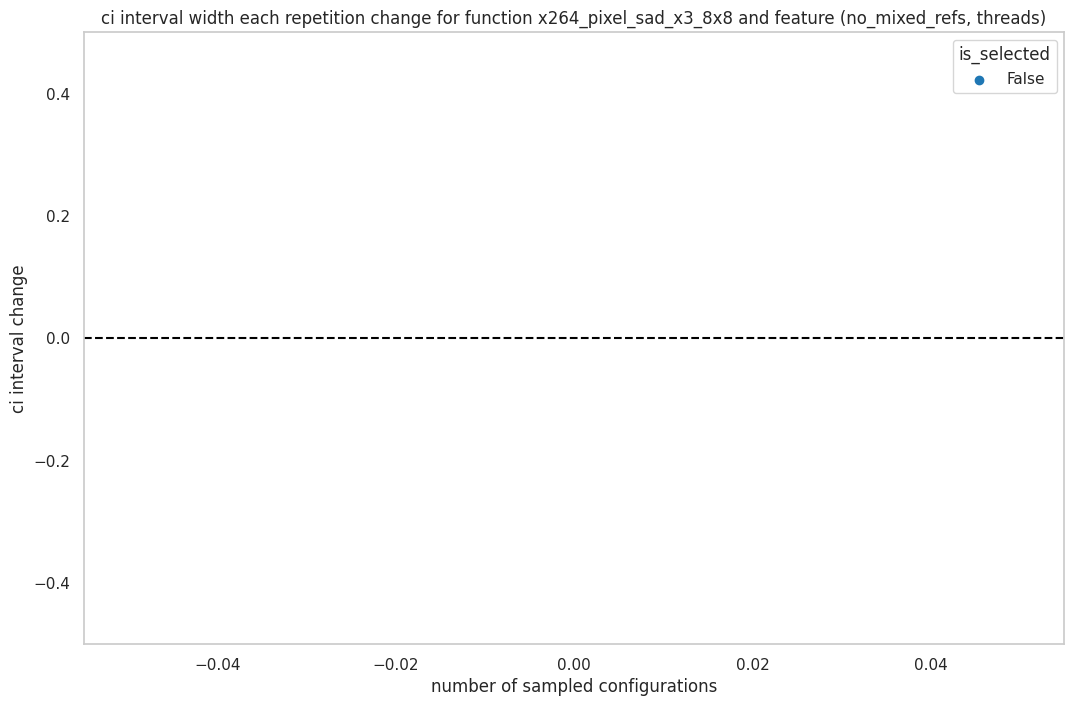 ci interval width each repetition change for function x264_pixel_sad_x3_8x8 and feature (no_mixed_refs, threads)
is_selected
False
0.4
0.2
0.0
−0.2
−0.4
ci interval change
−0.04
−0.02
0.00
0.02
0.04
number of sampled configurations